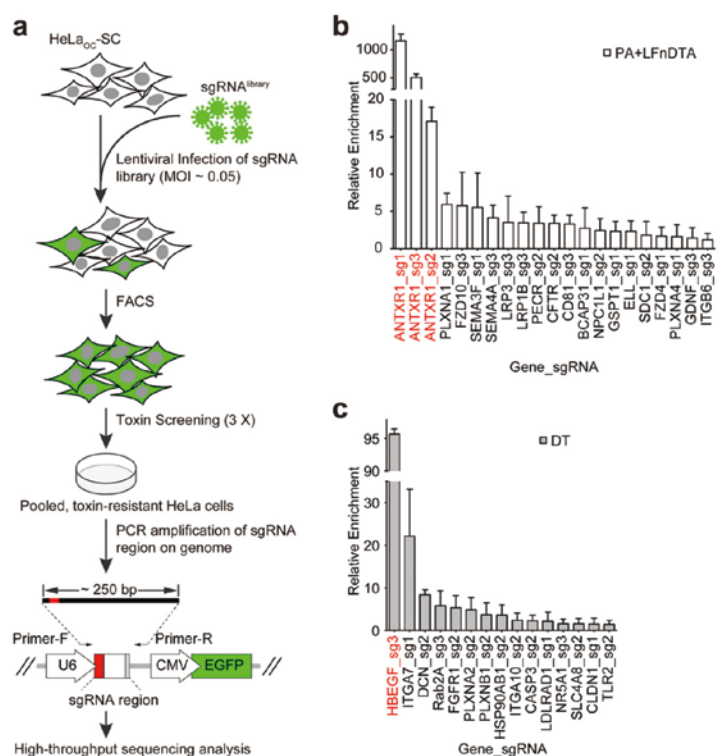 a
HeLaOC-SC
sgRNAlibrary
Lentiviral Infection of sgRNA
library (MOI ~ 0.05)
FACS
Toxin Screening (3 X)
Pooled, toxin-resistant HeLa cells
PCR amplification of sgRNA
region on genome
~ 250 bp
Primer-F
Primer-R
U6
CMV
EGFP
sgRNA region
High-throughput sequencing analysis
b
PA+LFnDTA
Relative Enrichment
1000
500
20
15
10
5
0
ANTXR1_sg1
ANTXR1_sg3
ANTXR1_sg2
PLXNA1_sg1
FZD10_sg3
SEMA3F_sg1
SEMA4A_sg3
LRP3_sg3
LRP1B_sg3
PECR_sg2
CFTR_sg2
CD81_sg3
BCAP31_sg1
NPC1L1_sg2
GSPT1_sg1
ELL_sg1
SDC1_sg2
FZD4_sg1
PLXNA4_sg1
GDNF_sg3
ITGB6_sg3
Gene_sgRNA
c
DT
Relative Enrichment
95
90
30
20
10
0
HBEGF_sg3
ITGA7_sg1
DCN_sg2
Rab2A_sg3
FGFR1_sg2
PLXNA2_sg2
PLXNB1_sg2
HSP90AB1_sg2
ITGA10_sg2
CASP3_sg2
LDLRAD1_sg1
NR5A1_sg3
SLC4A8_sg2
CLDN1_sg1
TLR2_sg2
Gene_sgRNA